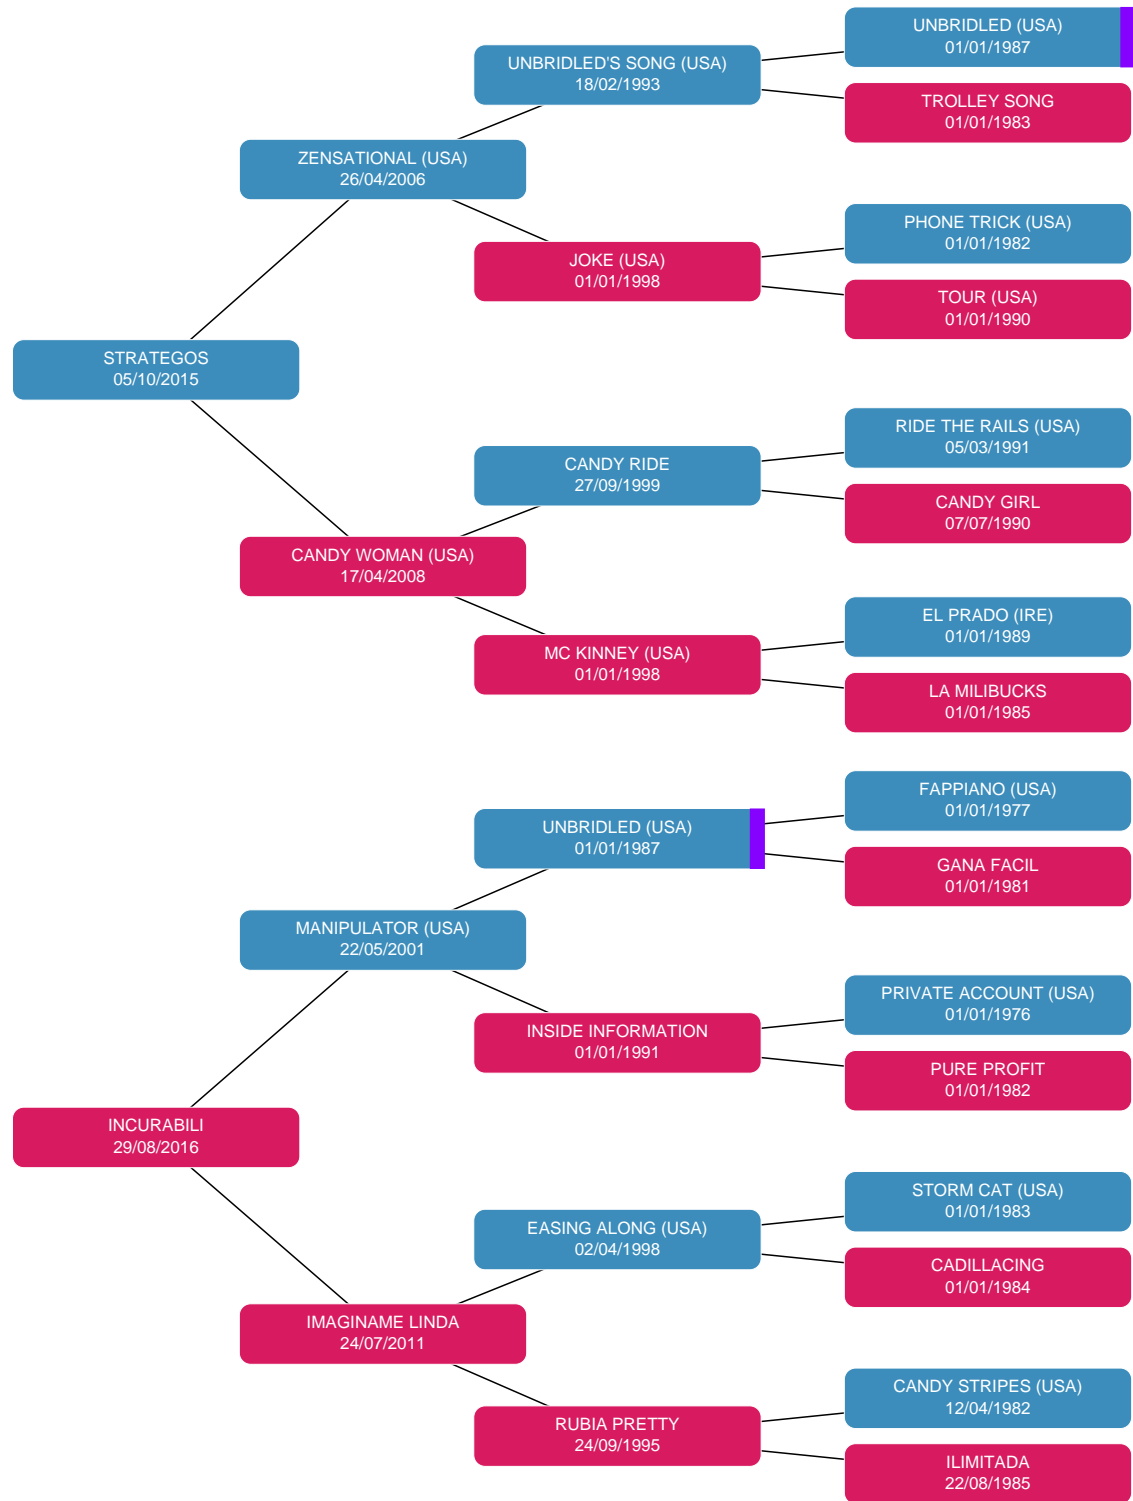 UNBRIDLED (USA)
01/01/1987
UNBRIDLED'S SONG (USA)
18/02/1993
TROLLEY SONG
01/01/1983
ZENSATIONAL (USA)
26/04/2006
PHONE TRICK (USA)
01/01/1982
JOKE (USA)
01/01/1998
TOUR (USA)
01/01/1990
STRATEGOS
05/10/2015
RIDE THE RAILS (USA)
05/03/1991
CANDY RIDE
27/09/1999
CANDY GIRL
07/07/1990
CANDY WOMAN (USA)
17/04/2008
EL PRADO (IRE)
01/01/1989
MC KINNEY (USA)
01/01/1998
LA MILIBUCKS
01/01/1985
FAPPIANO (USA)
01/01/1977
UNBRIDLED (USA)
01/01/1987
GANA FACIL
01/01/1981
MANIPULATOR (USA)
22/05/2001
PRIVATE ACCOUNT (USA)
01/01/1976
INSIDE INFORMATION
01/01/1991
PURE PROFIT
01/01/1982
INCURABILI
29/08/2016
STORM CAT (USA)
01/01/1983
EASING ALONG (USA)
02/04/1998
CADILLACING
01/01/1984
IMAGINAME LINDA
24/07/2011
CANDY STRIPES (USA)
12/04/1982
RUBIA PRETTY
24/09/1995
ILIMITADA
22/08/1985